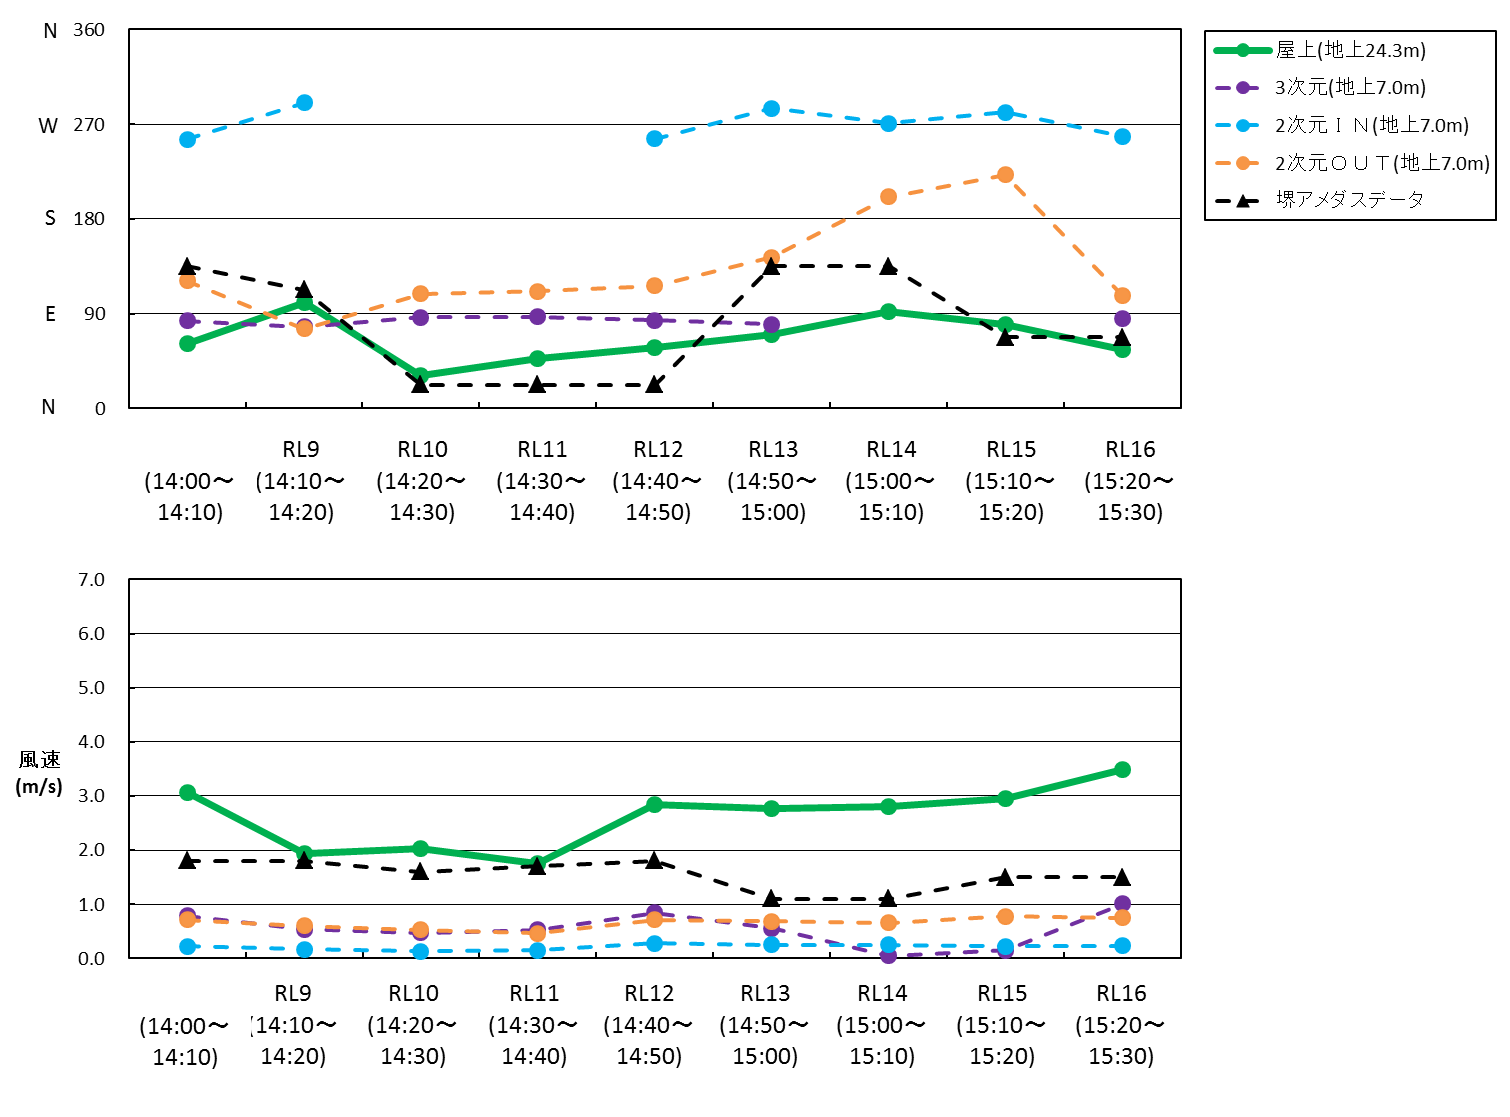 N 360
W 270
S 180
E 90
N 0
屋上(地上24.3m)
3次元(地上7.0m)
2次元ＩＮ(地上7.0m)
2次元ＯＵＴ(地上7.0m)
堺アメダスデータ
RL9 RL10 RL11 RL12 RL13 RL14 RL15 RL16
(14:00～ (14:10～ (14:20～ (14:30～ (14:40～ (14:50～ (15:00～ (15:10～ (15:20～
14:10) 14:20) 14:30) 14:40) 14:50) 15:00) 15:10) 15:20) 15:30)
7.0
6.0
5.0
4.0
風速
(m/s)
3.0
2.0
1.0
0.0
RL9 RL10 RL11 RL12 RL13 RL14 RL15 RL16
(14:00～ (14:10～ (14:20～ (14:30～ (14:40～ (14:50～ (15:00～ (15:10～ (15:20～
14:10) 14:20) 14:30) 14:40) 14:50) 15:00) 15:10) 15:20) 15:30)